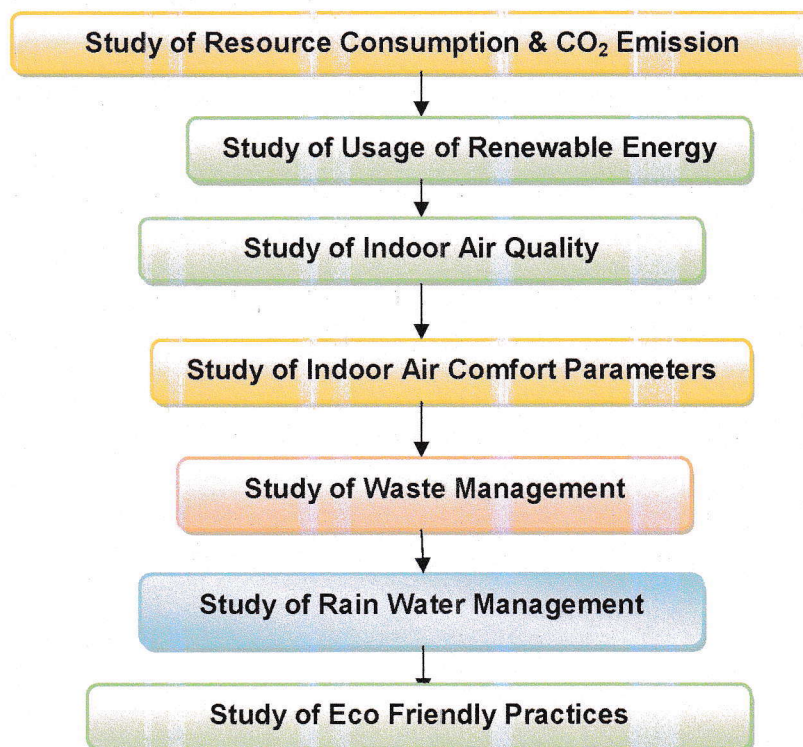 Study of Resource Consumption & CO₂ Emission
Study of Usage of Renewable Energy
Study of Indoor Air Quality
Study of Indoor Air Comfort Parameters
Study of Waste Management
Study of Rain Water Management
Study of Eco Friendly Practices